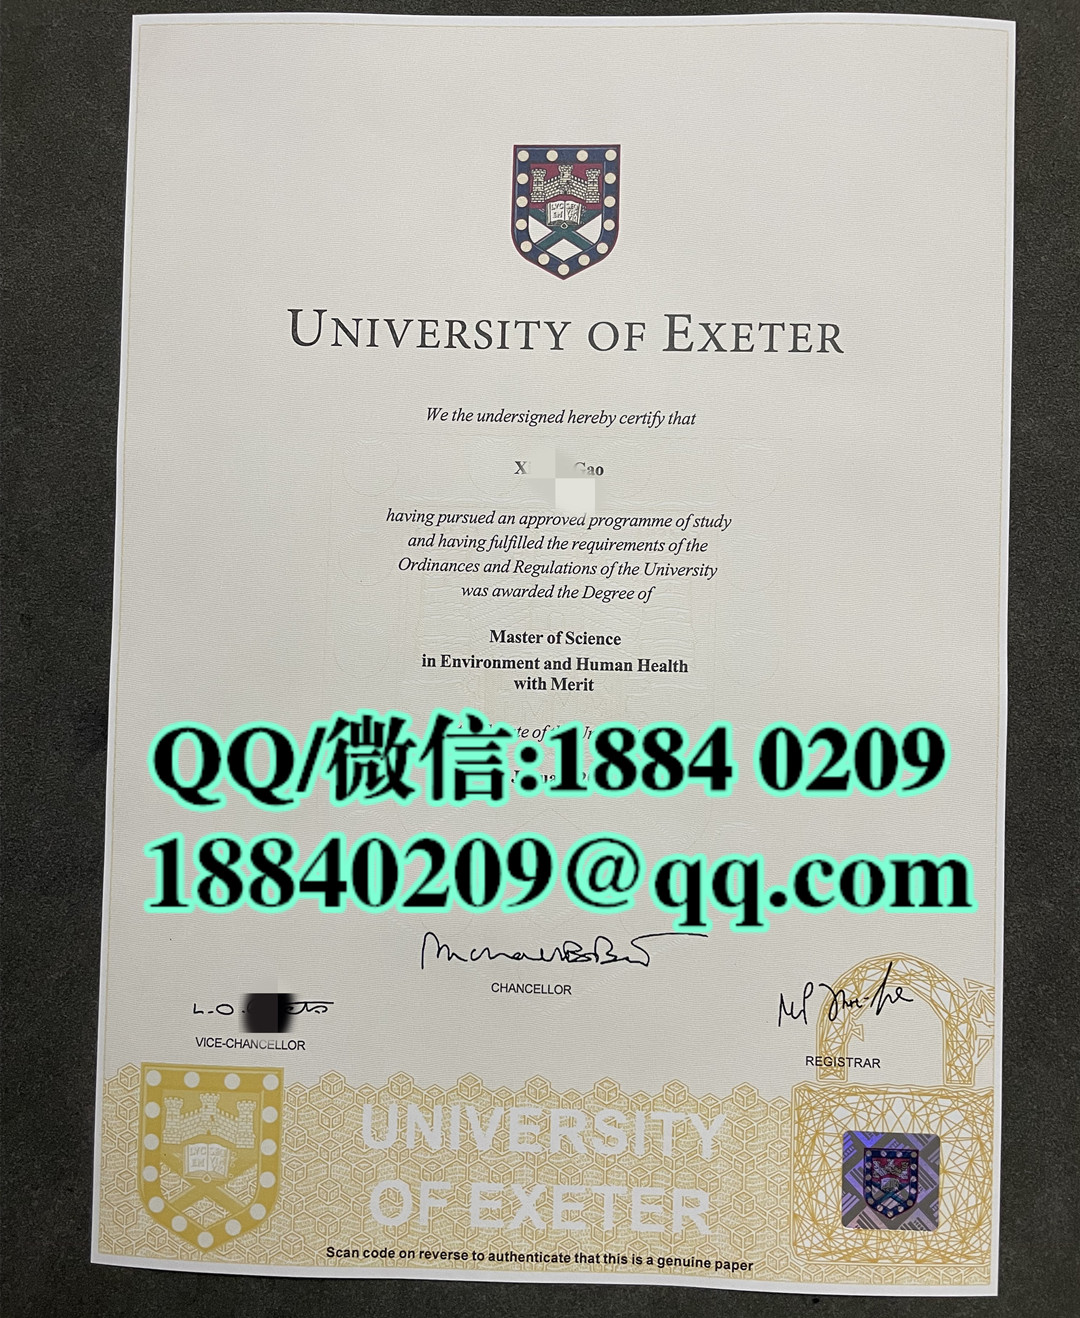 UNIVERSITY OF EXETER
We the undersigned hereby certify that
Gao
having pursued an approved programme of study
and having fulfilled the requirements of the
Ordinances and Regulations of the University
was awarded the Degree of
Master of Science
in Environment and Human Health
with Merit
QQ/微信:1884 0209
18840209@qq.com
CHANCELLOR
VICE-CHANCELLOR
REGISTRAR
UNIVERSITY
OF EXETER
Scan code on reverse to authenticate that this is a genuine paper